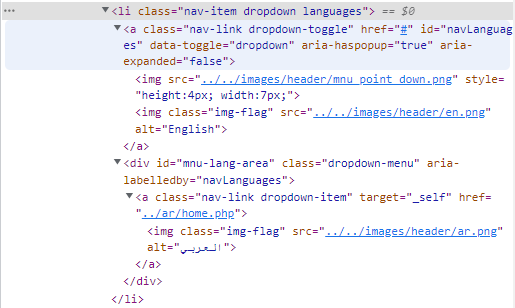 <li class="nav-item dropdown languages"> == $0
<a class="nav-link dropdown-toggle" href="#" id="navLanguag
es" data-toggle="dropdown" aria-haspopup="true" aria-
expanded="false">
<img src="../../images/header/mnu_point_down.png" style=
"height:4px; width:7px;">
<img class="img-flag" src="../../images/header/en.png"
alt="English">
</a>
<div id="mnu-lang-area" class="dropdown-menu" aria-
labelledby="navLanguages">
<a class="nav-link dropdown-item" target="_self" href=
"../ar/home.php">
<img class="img-flag" src="../../images/header/ar.png"
alt="العربي">
</a>
</div>
</li>